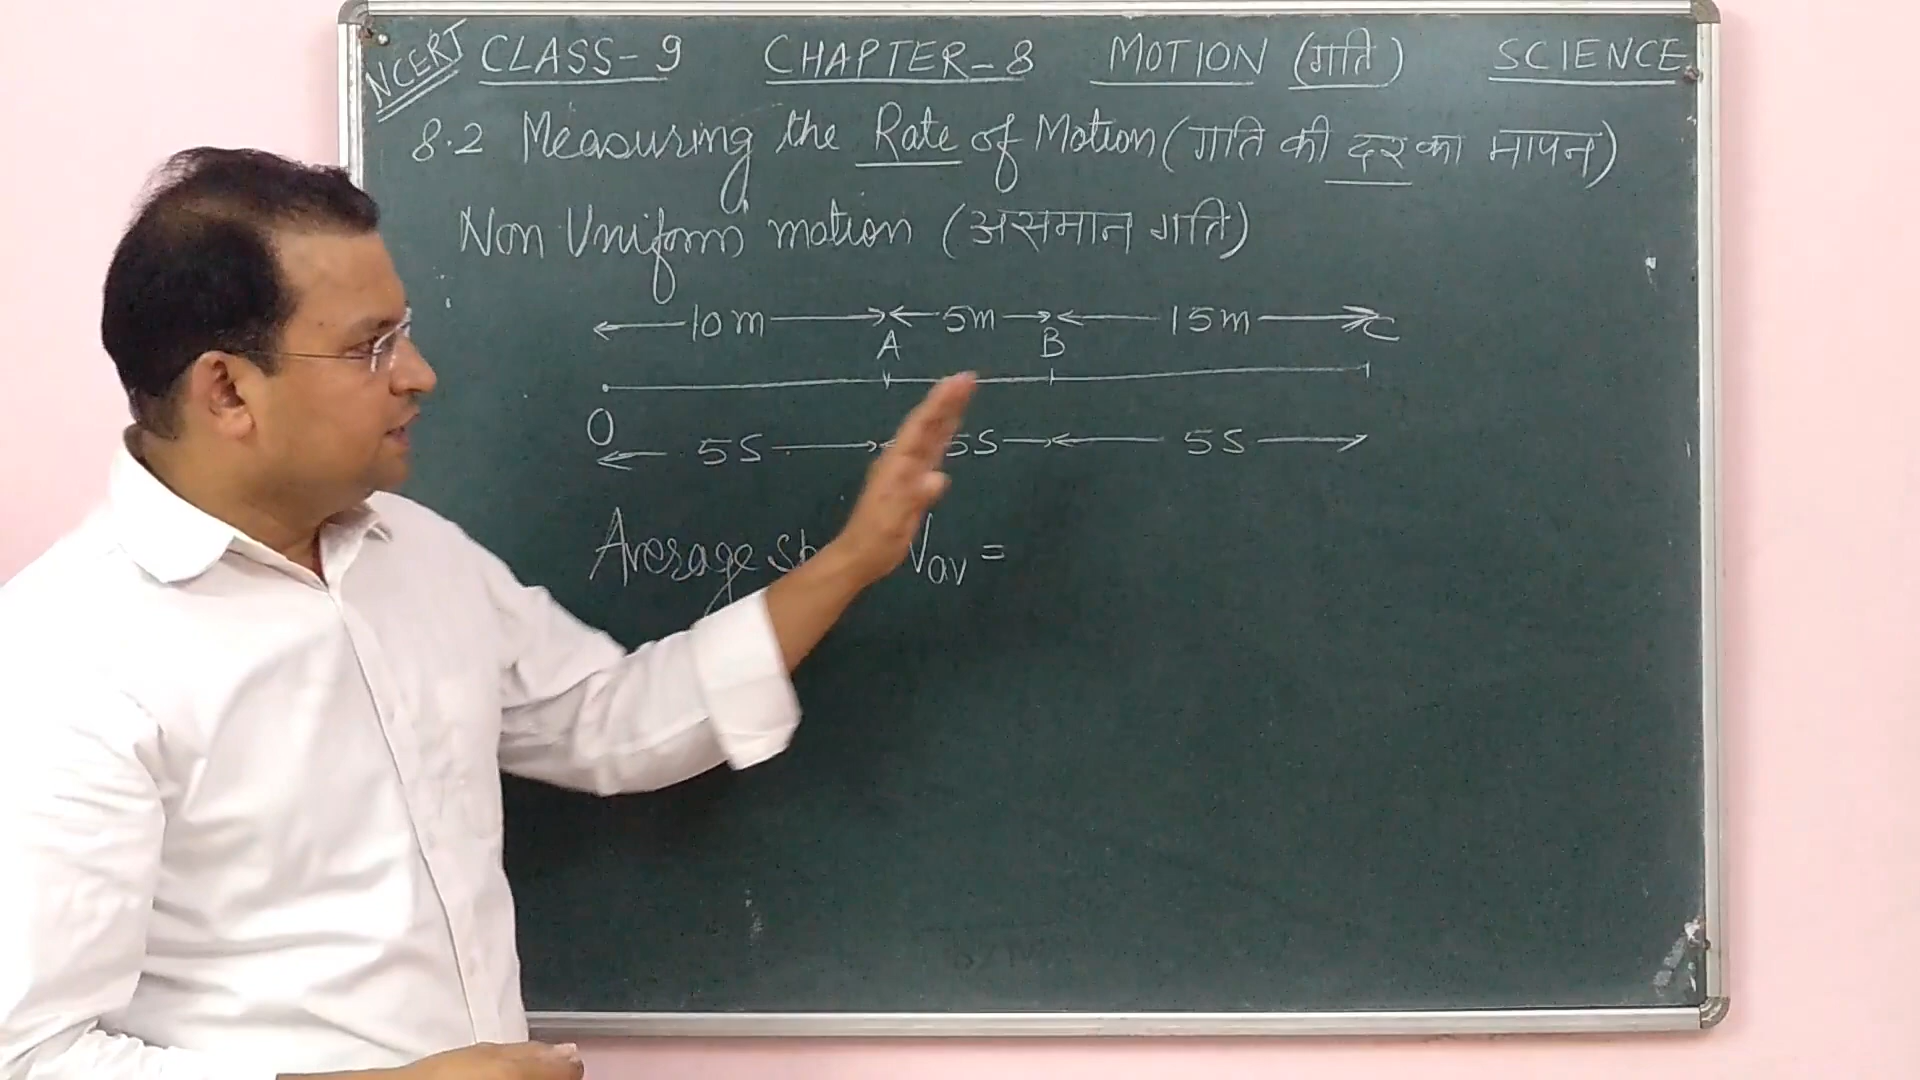 NCERT CLASS-9 CHAPTER-8 MOTION (गति) SCIENCE
8.2 Measuring the Rate of Motion (गति की दर का मापन)
Non Uniform motion (असमान गति)
10m 5m 15m
A B C
O
5S 5S 5S
Average Vav =